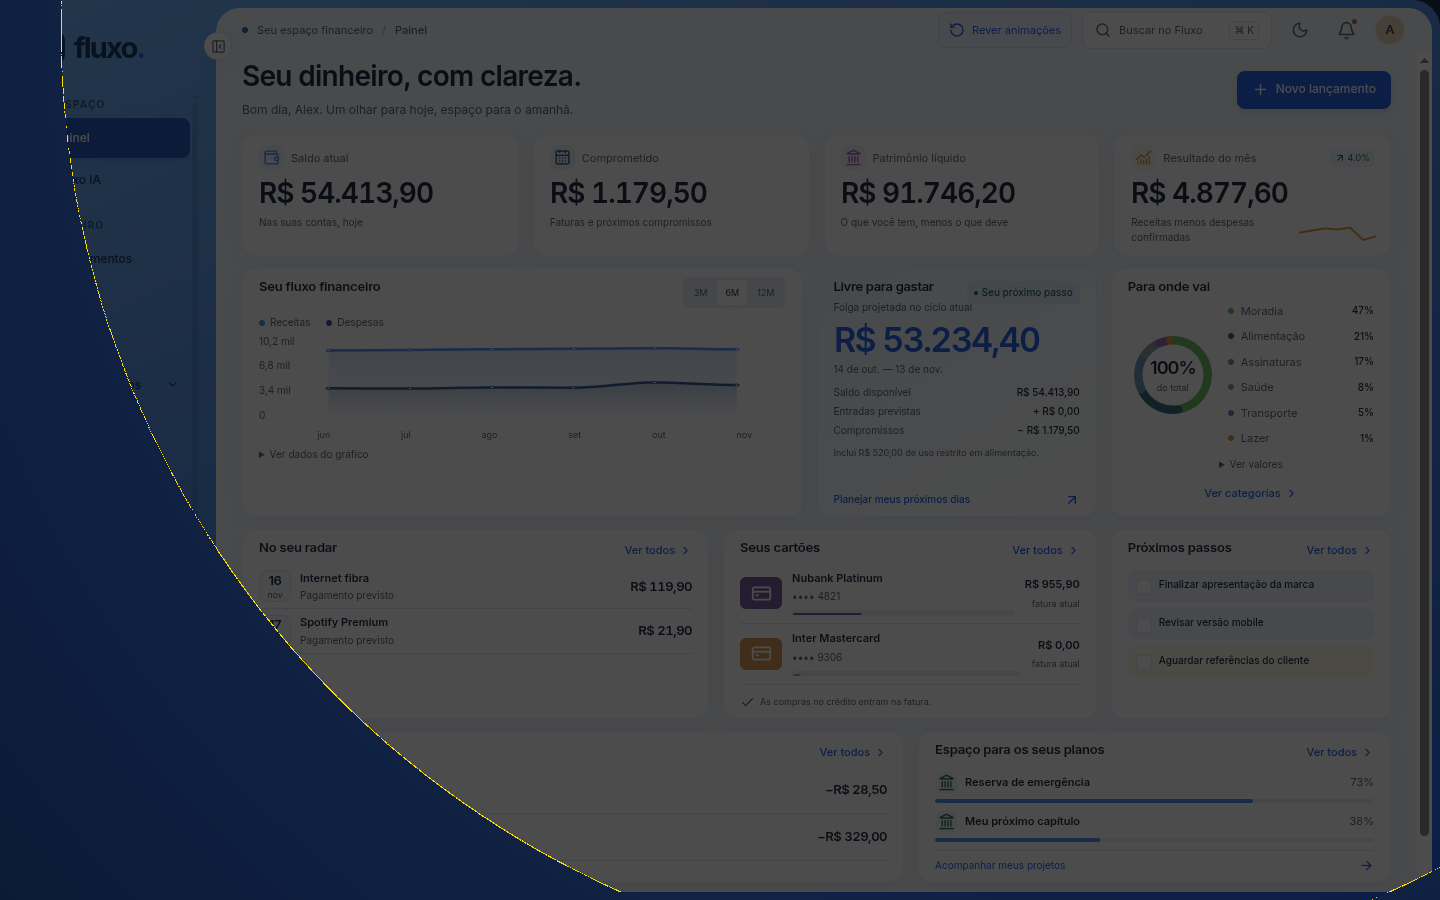 fluxo.
Seu espaço financeiro / Painel
Rever animações
Buscar no Fluxo
⌘ K
A
Seu dinheiro, com clareza.
Bom dia, Alex. Um olhar para hoje, espaço para o amanhã.
Novo lançamento
Saldo atual
R$ 54.413,90
Nas suas contas, hoje
Comprometido
R$ 1.179,50
Faturas e próximos compromissos
Patrimônio líquido
R$ 91.746,20
O que você tem, menos o que deve
Resultado do mês
4.0%
R$ 4.877,60
Receitas menos despesas
confirmadas
Seu fluxo financeiro
3M 6M 12M
Receitas Despesas
10,2 mil
6,8 mil
3,4 mil
0
jun jul ago set out nov
Ver dados do gráfico
Livre para gastar
Seu próximo passo
Folga projetada no ciclo atual
R$ 53.234,40
14 de out. — 13 de nov.
Saldo disponível R$ 54.413,90
Entradas previstas + R$ 0,00
Compromissos − R$ 1.179,50
Inclui R$ 520,00 de uso restrito em alimentação.
Planejar meus próximos dias
Para onde vai
100%
do total
Moradia 47%
Alimentação 21%
Assinaturas 17%
Saúde 8%
Transporte 5%
Lazer 1%
Ver valores
Ver categorias
No seu radar
Ver todos
16
nov
Internet fibra
Pagamento previsto
R$ 119,90
Spotify Premium
Pagamento previsto
R$ 21,90
Seus cartões
Ver todos
Nubank Platinum
•••• 4821
R$ 955,90
fatura atual
Inter Mastercard
•••• 9306
R$ 0,00
fatura atual
As compras no crédito entram na fatura.
Próximos passos
Ver todos
Finalizar apresentação da marca
Revisar versão mobile
Aguardar referências do cliente
Ver todos
−R$ 28,50
−R$ 329,00
Espaço para os seus planos
Ver todos
Reserva de emergência 73%
Meu próximo capítulo 38%
Acompanhar meus projetos